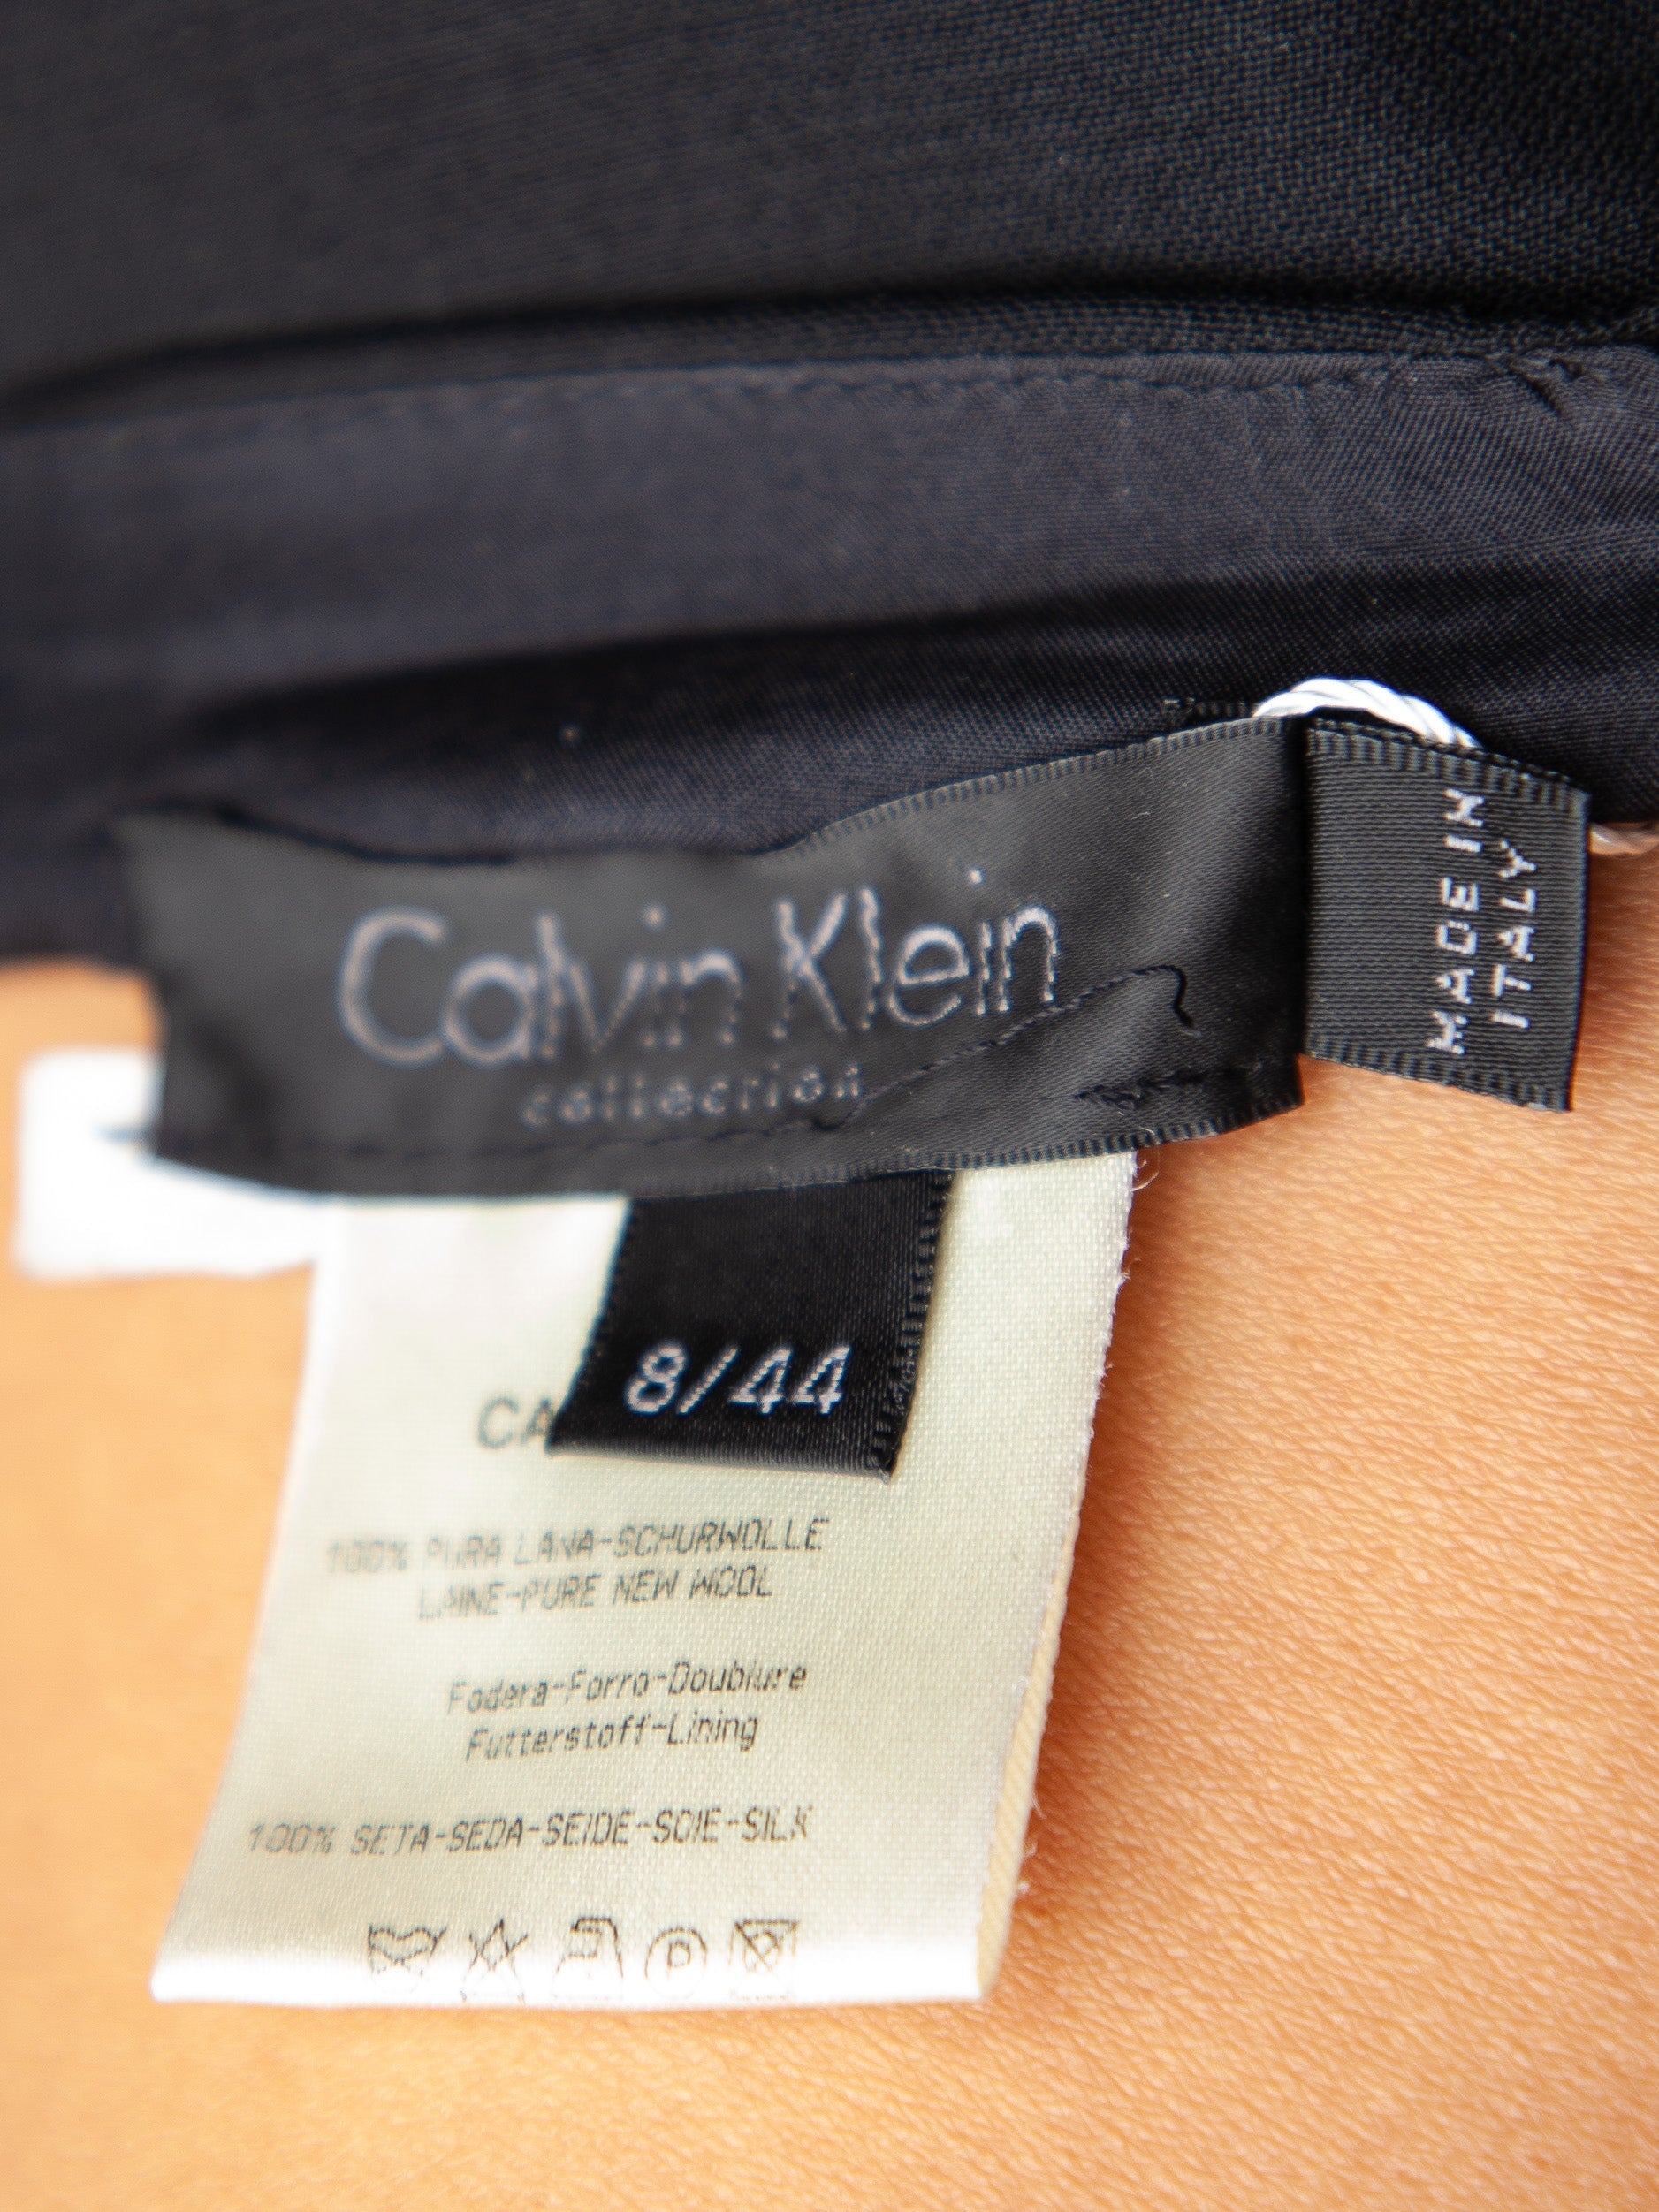 Calvin Klein
collection
MADE IN
ITALY
8/44
CA
100% PURA LANA-SCHURWOLLE
LAINE-PURE NEW WOOL
Fodera-Forro-Doublure
Futterstoff-Lining
100% SETA-SEDA-SEIDE-SOIE-SILK
P